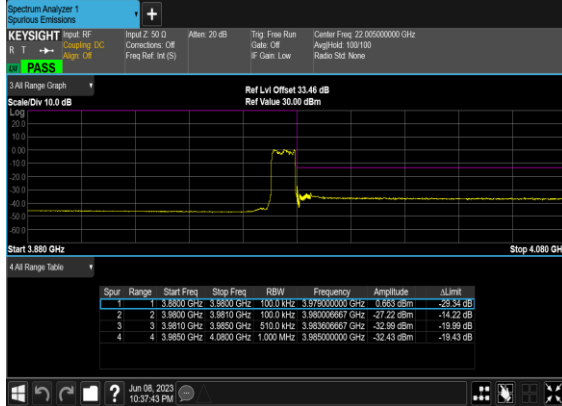 Spectrum Analyzer 1
Spurious Emissions
+
KEYSIGHT Input: RF Input Z: 50 Ω Atten: 20 dB Trig: Free Run Center Freq: 22.005000000 GHz
R T Coupling: DC Corrections: Off Gate: Off Avg|Hold: 100/100
Align: Off Freq Ref: Int (S) IF Gain: Low Radio Std: None
PASS
3 All Range Graph Ref Lvl Offset 33.46 dB
Scale/Div 10.0 dB Ref Value 30.00 dBm
Log
20.0
10.0
0.00
-10.0
-20.0
-30.0
-40.0
-50.0
-60.0
Start 3.880 GHz Stop 4.080 GH
4 All Range Table
Spur Range Start Freq Stop Freq RBW Frequency Amplitude ΔLimit
1 1 3.8800 GHz 3.9800 GHz 100.0 kHz 3.979000000 GHz 0.663 dBm -29.34 dB
2 2 3.9800 GHz 3.9810 GHz 100.0 kHz 3.980006667 GHz -27.22 dBm -14.22 dB
3 3 3.9810 GHz 3.9850 GHz 510.0 kHz 3.983606667 GHz -32.99 dBm -19.99 dB
4 4 3.9850 GHz 4.0800 GHz 1.000 MHz 3.985000000 GHz -32.43 dBm -19.43 dB
? Jun 08, 2023
10:37:43 PM